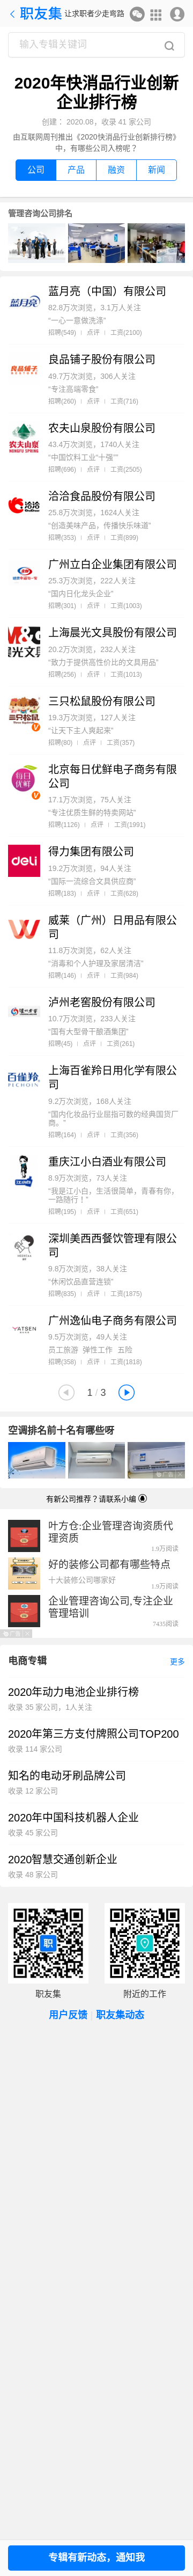 职友集 让求职者少走弯路
输入专辑关键词
2020年快消品行业创新
企业排行榜
创建：2020.08，收录 41 家公司
由互联网周刊推出《2020快消品行业创新排行榜》
中，有哪些公司入榜呢？
公司 产品 融资 新闻
管理咨询公司排名
蓝月亮（中国）有限公司
82.8万次浏览，3.1万人关注
“一心一意做洗涤”
招聘(549) 点评 工资(2100)
良品铺子股份有限公司
49.7万次浏览，306人关注
“专注高端零食”
招聘(260) 点评 工资(716)
农夫山泉股份有限公司
43.4万次浏览，1740人关注
“中国饮料工业“十强””
招聘(696) 点评 工资(2505)
洽洽食品股份有限公司
25.8万次浏览，1624人关注
“创造美味产品，传播快乐味道”
招聘(353) 点评 工资(899)
广州立白企业集团有限公司
25.3万次浏览，222人关注
“国内日化龙头企业”
招聘(301) 点评 工资(1003)
上海晨光文具股份有限公司
20.2万次浏览，232人关注
“致力于提供高性价比的文具用品”
招聘(256) 点评 工资(1013)
三只松鼠股份有限公司
19.3万次浏览，127人关注
“让天下主人爽起来”
招聘(80) 点评 工资(357)
北京每日优鲜电子商务有限
公司
17.1万次浏览，75人关注
“专注优质生鲜的特卖网站”
招聘(1126) 点评 工资(1991)
得力集团有限公司
19.2万次浏览，94人关注
“国际一流综合文具供应商”
招聘(183) 点评 工资(628)
威莱（广州）日用品有限公
司
11.8万次浏览，62人关注
“消毒和个人护理及家居清洁”
招聘(146) 点评 工资(984)
泸州老窖股份有限公司
10.7万次浏览，233人关注
“国有大型骨干酿酒集团”
招聘(45) 点评 工资(261)
上海百雀羚日用化学有限公
司
9.2万次浏览，168人关注
“国内化妆品行业屈指可数的经典国货厂
商。”
招聘(164) 点评 工资(356)
重庆江小白酒业有限公司
8.9万次浏览，73人关注
“我是江小白，生活很简单，青春有你，
一路随行！”
招聘(195) 点评 工资(651)
深圳美西西餐饮管理有限公
司
9.8万次浏览，38人关注
“休闲饮品直营连锁”
招聘(835) 点评 工资(1875)
广州逸仙电子商务有限公司
9.5万次浏览，49人关注
员工旅游 弹性工作 五险
招聘(358) 点评 工资(1818)
1 / 3
空调排名前十名有哪些呀
有新公司推荐？请联系小编
叶方仓:企业管理咨询资质代
理资质
1.9万阅读
好的装修公司都有哪些特点
十大装修公司哪家好
1.9万阅读
企业管理咨询公司,专注企业
管理培训
7435阅读
电商专辑 更多
2020年动力电池企业排行榜
收录 35 家公司，1人关注
2020年第三方支付牌照公司TOP200
收录 114 家公司
知名的电动牙刷品牌公司
收录 12 家公司
2020年中国科技机器人企业
收录 45 家公司
2020智慧交通创新企业
收录 48 家公司
职友集 附近的工作
用户反馈 | 职友集动态
专辑有新动态，通知我